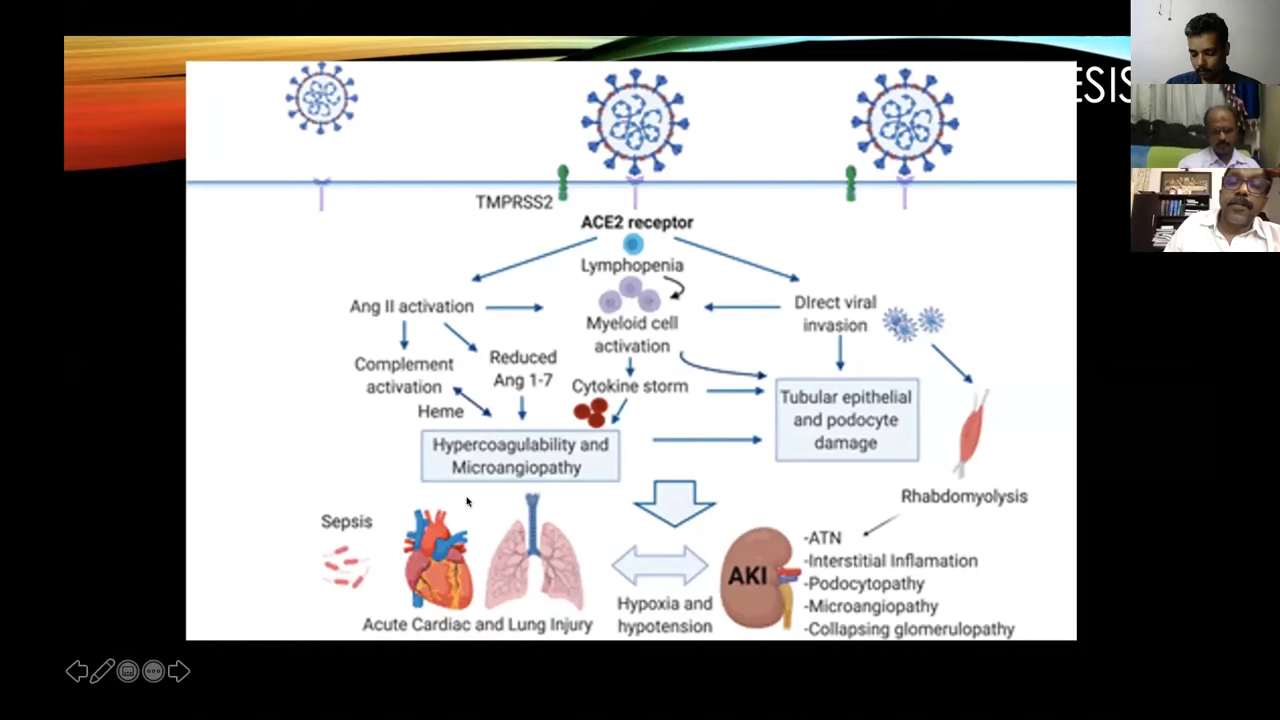 ESIS
TMPRSS2
ACE2 receptor
Lymphopenia
Ang II activation
DIrect viral
invasion
Myeloid cell
activation
Complement
activation
Reduced
Ang 1-7
Cytokine storm
Heme
Tubular epithelial
and podocyte
damage
Hypercoagulability and
Microangiopathy
Rhabdomyolysis
Sepsis
AKI
-ATN
-Interstitial Inflamation
-Podocytopathy
-Microangiopathy
-Collapsing glomerulopathy
Hypoxia and
hypotension
Acute Cardiac and Lung Injury